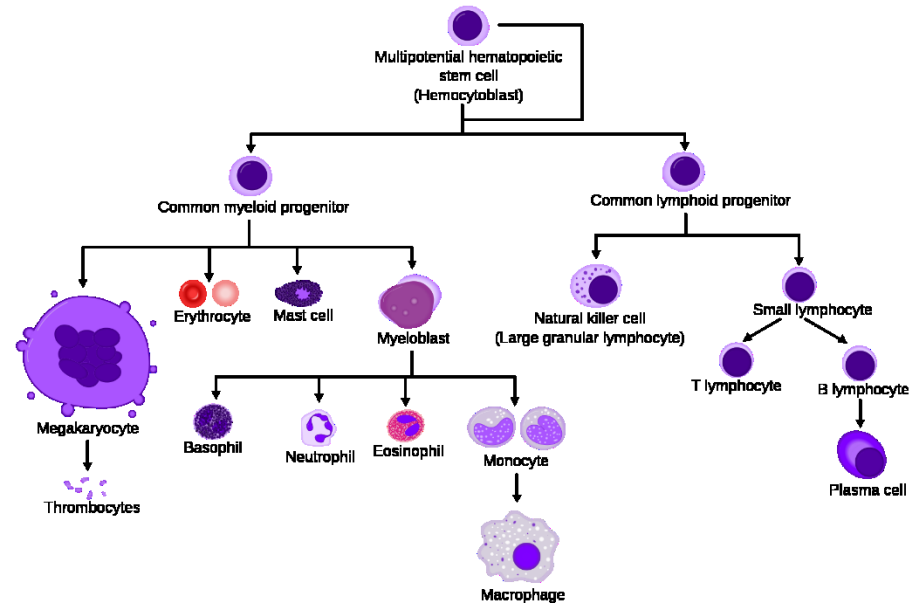 Multipotential hematopoietic
stem cell
(Hemocytoblast)
Common myeloid progenitor
Common lymphoid progenitor
Erythrocyte
Mast cell
Myeloblast
Natural killer cell
(Large granular lymphocyte)
Small lymphocyte
T lymphocyte
B lymphocyte
Megakaryocyte
Basophil
Neutrophil
Eosinophil
Monocyte
Plasma cell
Thrombocytes
Macrophage